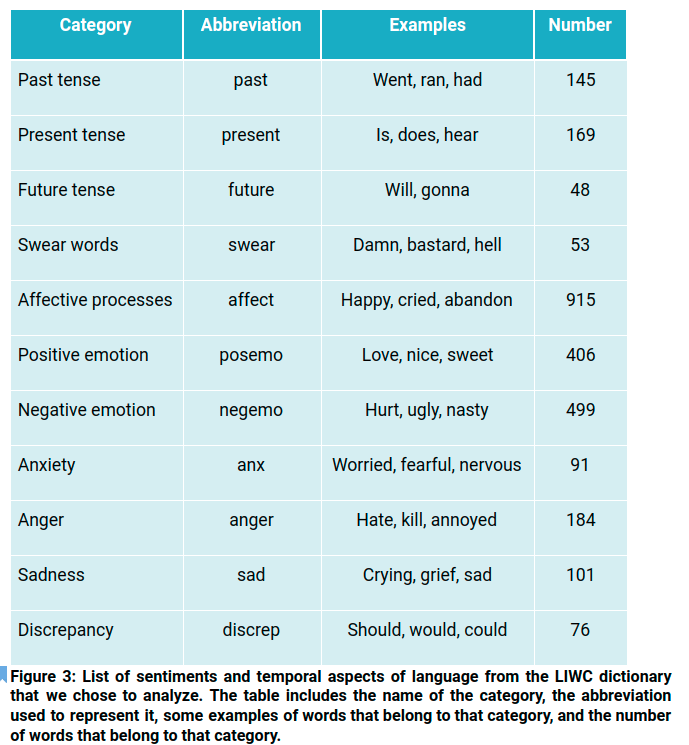 Category Abbreviation Examples Number
Past tense past Went, ran, had 145
Present tense present Is, does, hear 169
Future tense future Will, gonna 48
Swear words swear Damn, bastard, hell 53
Affective processes affect Happy, cried, abandon 915
Positive emotion posemo Love, nice, sweet 406
Negative emotion negemo Hurt, ugly, nasty 499
Anxiety anx Worried, fearful, nervous 91
Anger anger Hate, kill, annoyed 184
Sadness sad Crying, grief, sad 101
Discrepancy discrep Should, would, could 76
Figure 3: List of sentiments and temporal aspects of language from the LIWC dictionary
that we chose to analyze. The table includes the name of the category, the abbreviation
used to represent it, some examples of words that belong to that category, and the number
of words that belong to that category.